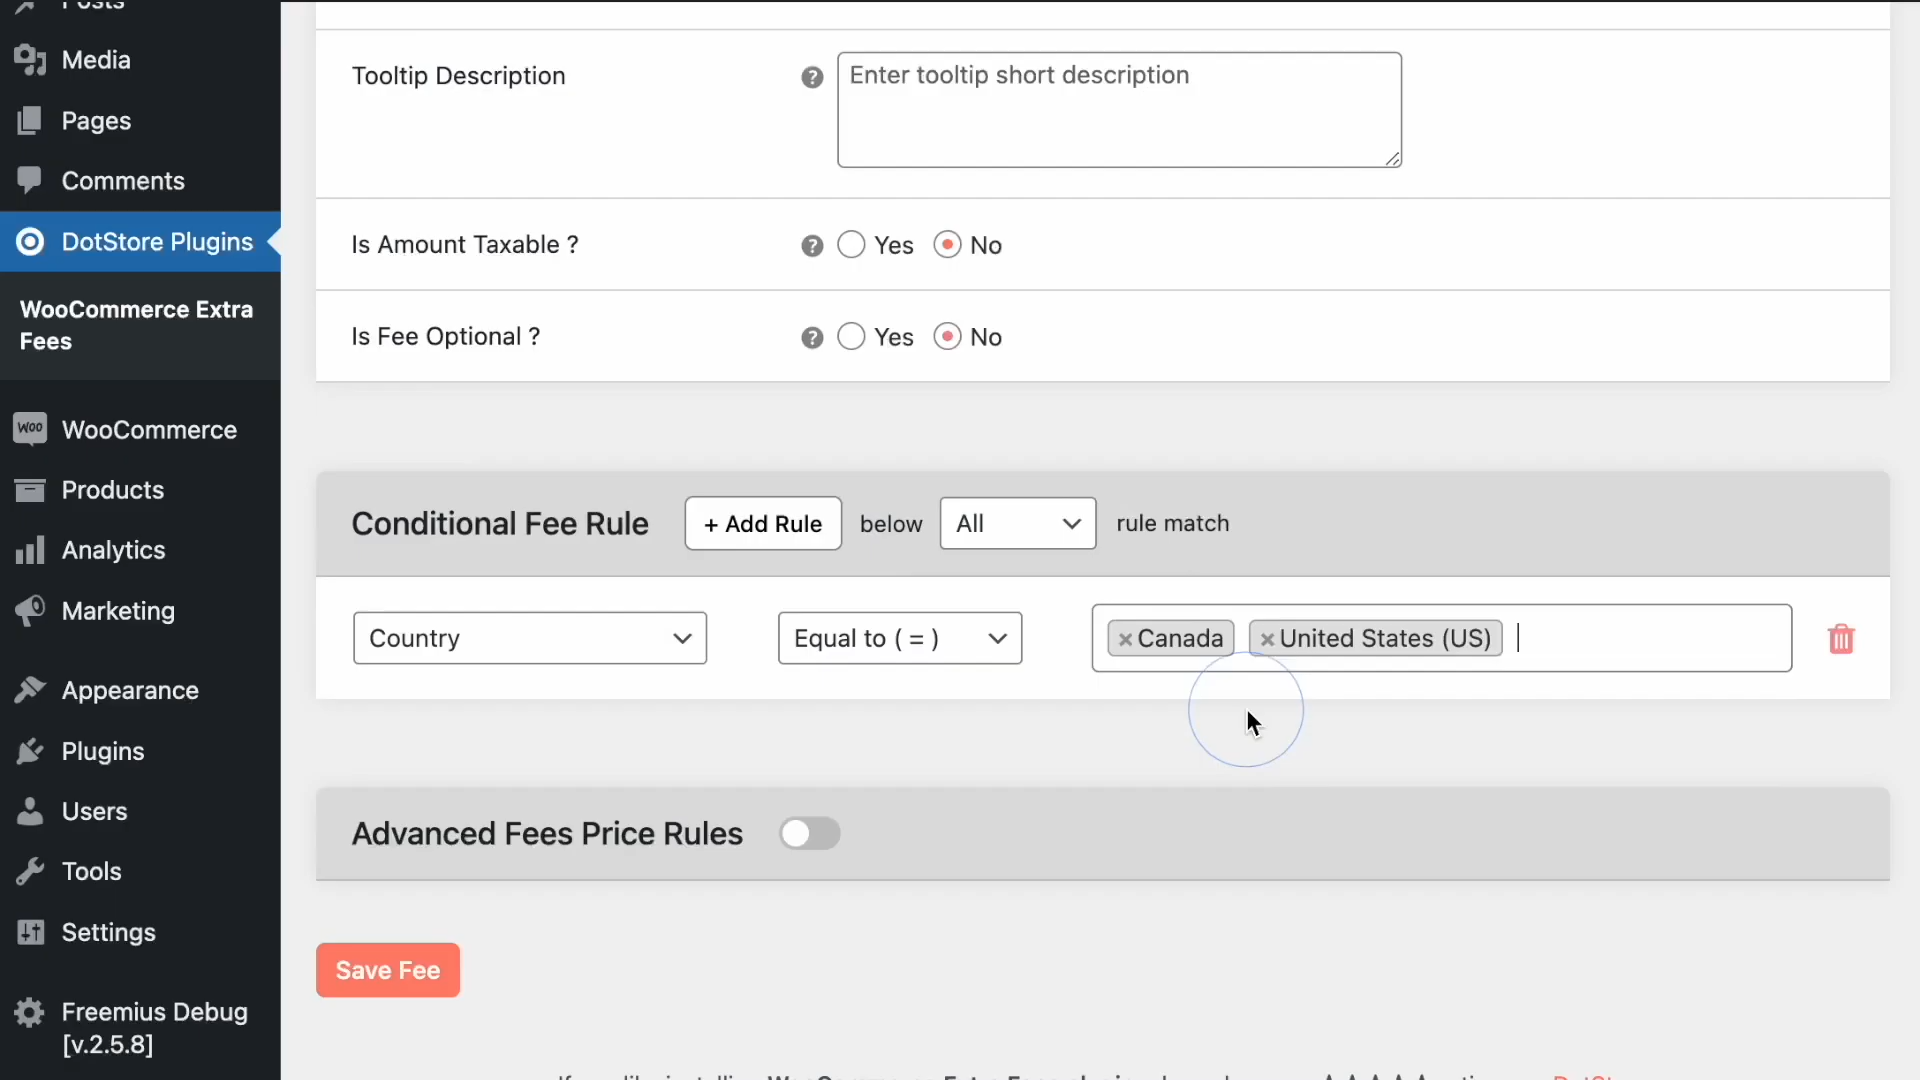 Posts
Media
Pages
Comments
DotStore Plugins
WooCommerce Extra
Fees
Woo WooCommerce
Products
Analytics
Marketing
Appearance
Plugins
Users
Tools
Settings
Freemius Debug
[v.2.5.8]
Tooltip Description ? Enter tooltip short description
Is Amount Taxable ? ? Yes No
Is Fee Optional ? ? Yes No
Conditional Fee Rule + Add Rule below All rule match
Country Equal to ( = ) ×Canada ×United States (US)
Advanced Fees Price Rules
Save Fee